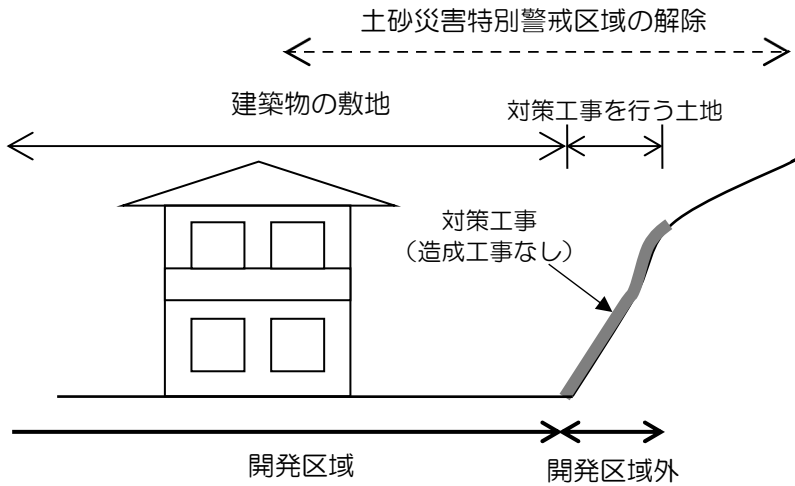 土砂災害特別警戒区域の解除
建築物の敷地
対策工事を行う土地
対策工事
（造成工事なし）
開発区域
開発区域外